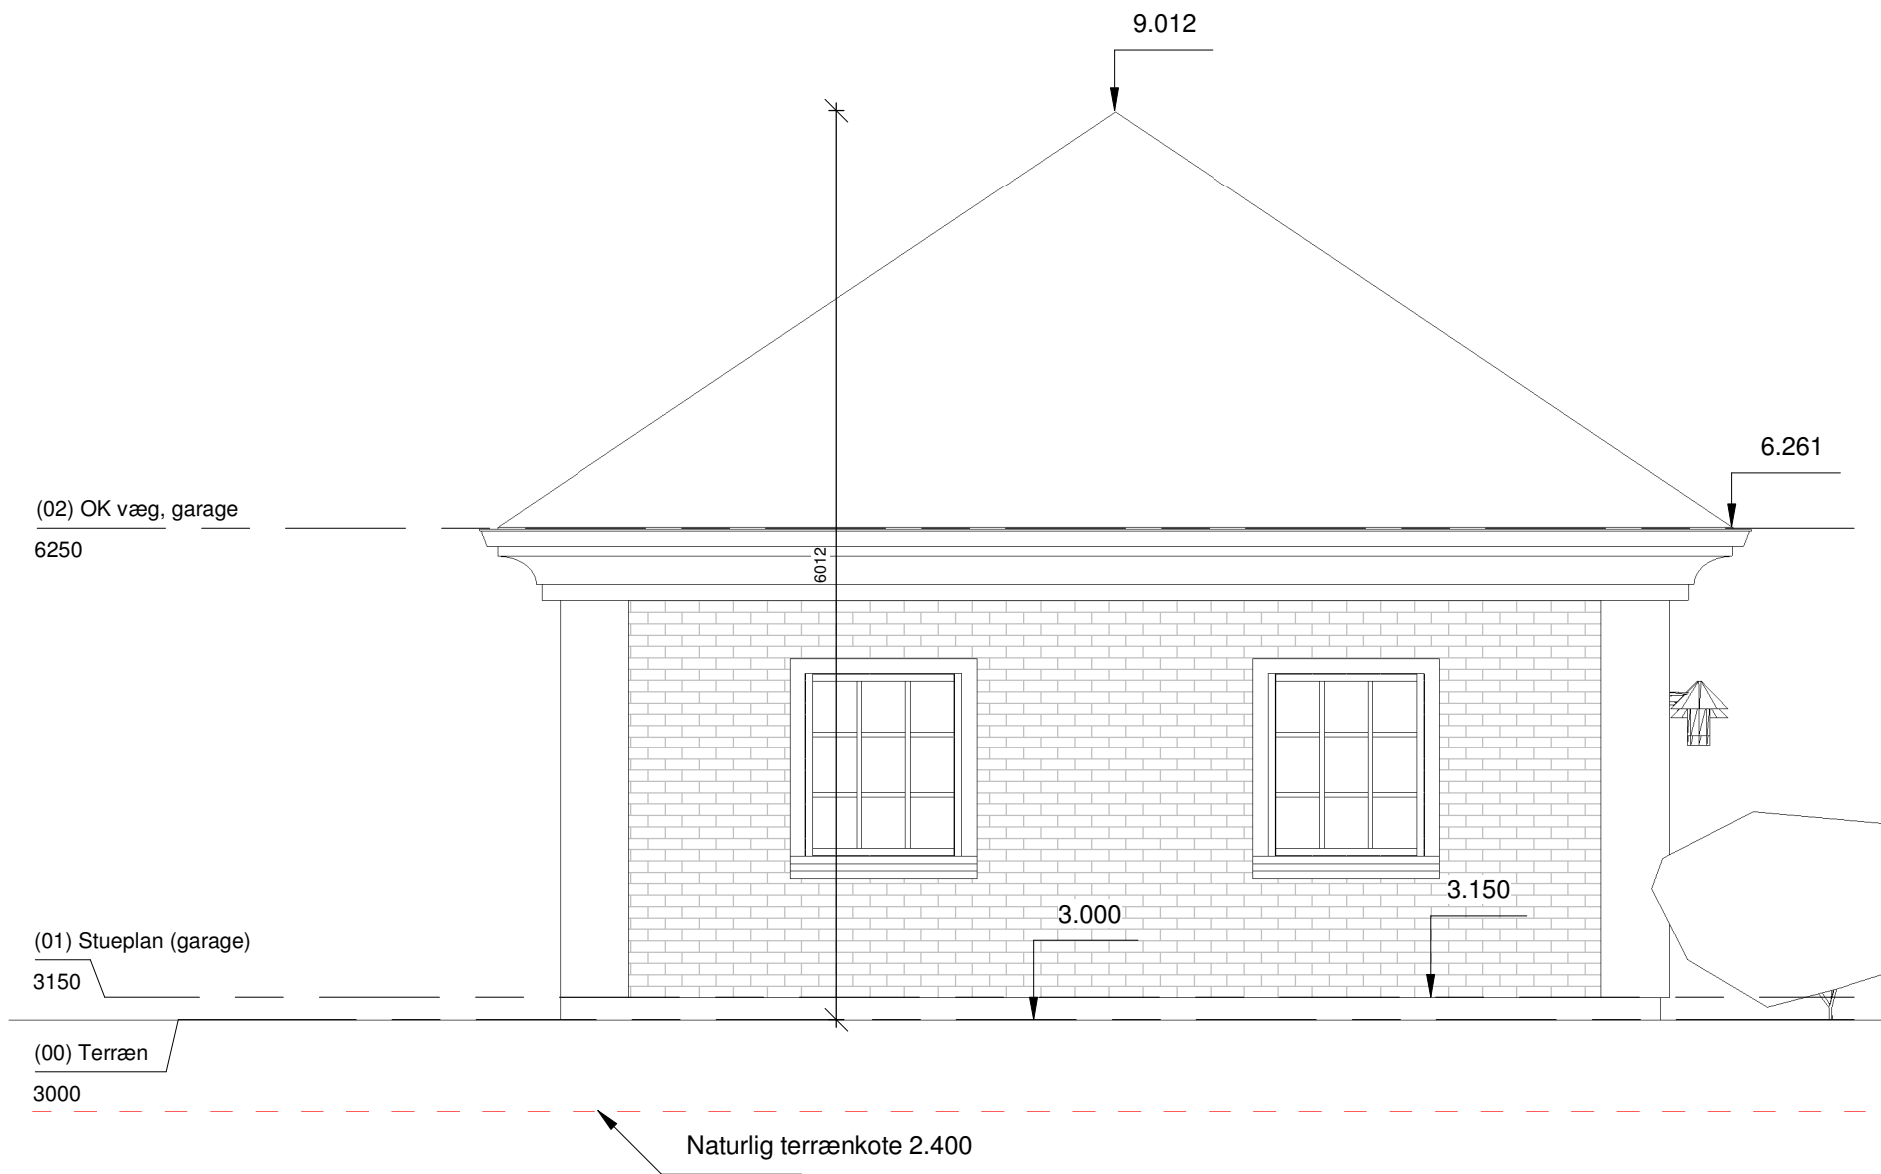 9.012
6.261
(02) OK væg, garage
6250
6012
3.150
3.000
(01) Stueplan (garage)
3150
(00) Terræn
3000
Naturlig terrænkote 2.400